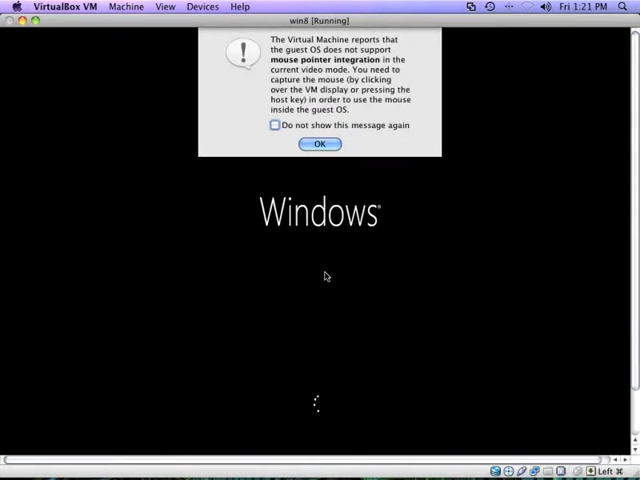 VirtualBox VM Machine View Devices Help Fri 1:21 PM
win8 [Running]
The Virtual Machine reports that
the guest OS does not support
mouse pointer integration in the
current video mode. You need to
capture the mouse (by clicking
over the VM display or pressing the
host key) in order to use the mouse
inside the guest OS.
Do not show this message again
OK
Windows®
Left ⌘